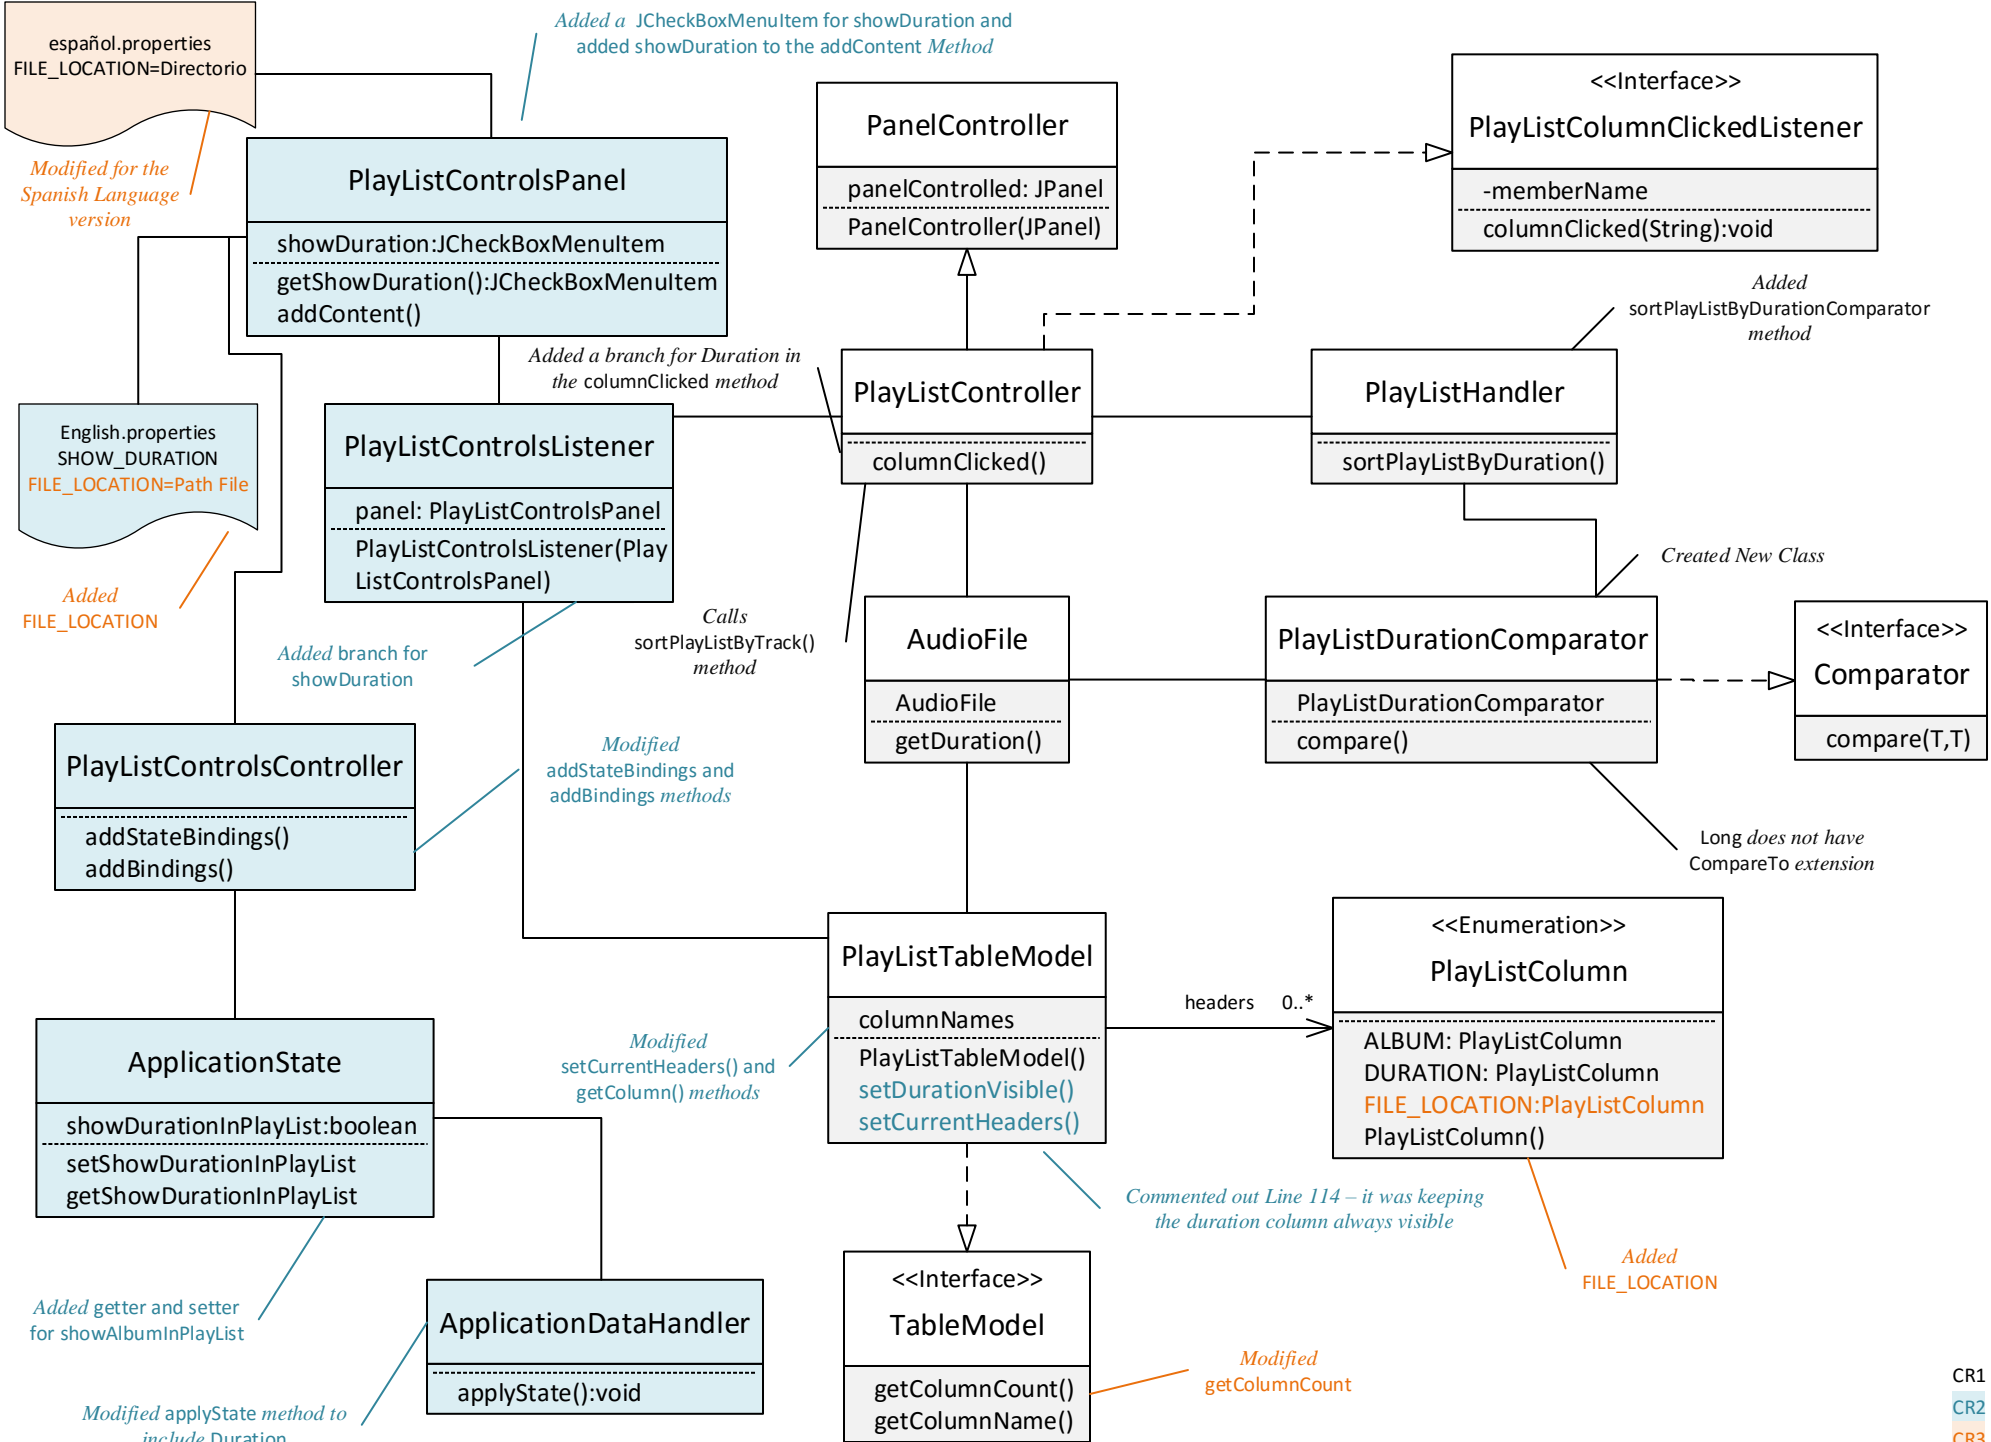 español.properties
FILE_LOCATION=Directorio
Added a JCheckBoxMenuItem for showDuration and
added showDuration to the addContent Method
Modified for the
Spanish Language
version
PlayListControlsPanel
showDuration:JCheckBoxMenuItem
getShowDuration():JCheckBoxMenuItem
addContent()
PanelController
panelControlled: JPanel
PanelController(JPanel)
<<Interface>>
PlayListColumnClickedListener
-memberName
columnClicked(String):void
Added
sortPlayListByDurationComparator
method
Added a branch for Duration in
the columnClicked method
PlayListController
columnClicked()
PlayListHandler
sortPlayListByDuration()
English.properties
SHOW_DURATION
FILE_LOCATION=Path File
PlayListControlsListener
panel: PlayListControlsPanel
PlayListControlsListener(Play
ListControlsPanel)
Added
FILE_LOCATION
Added branch for
showDuration
Calls
sortPlayListByTrack()
method
AudioFile
AudioFile
getDuration()
Created New Class
PlayListDurationComparator
PlayListDurationComparator
compare()
<<Interface>>
Comparator
compare(T,T)
PlayListControlsController
addStateBindings()
addBindings()
Modified
addStateBindings and
addBindings methods
Long does not have
CompareTo extension
PlayListTableModel
columnNames
PlayListTableModel()
setDurationVisible()
setCurrentHeaders()
headers 0..*
<<Enumeration>>
PlayListColumn
ALBUM: PlayListColumn
DURATION: PlayListColumn
FILE_LOCATION:PlayListColumn
PlayListColumn()
ApplicationState
showDurationInPlayList:boolean
setShowDurationInPlayList
getShowDurationInPlayList
Modified
setCurrentHeaders() and
getColumn() methods
Commented out Line 114 – it was keeping
the duration column always visible
Added
FILE_LOCATION
Added getter and setter
for showAlbumInPlayList
ApplicationDataHandler
applyState():void
<<Interface>>
TableModel
getColumnCount()
getColumnName()
Modified
getColumnCount
Modified applyState method to
include Duration
CR1
CR2
CR3